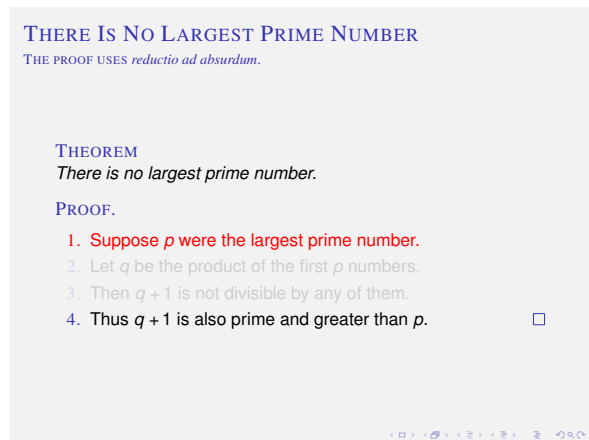 THERE IS NO LARGEST PRIME NUMBER
THE PROOF USES reductio ad absurdum.
THEOREM
There is no largest prime number.
PROOF.
1. Suppose p were the largest prime number.
2. Let q be the product of the first p numbers.
3. Then q + 1 is not divisible by any of them.
4. Thus q + 1 is also prime and greater than p.